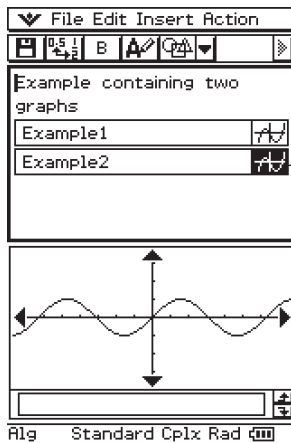 File Edit Insert Action
B
Example containing two
graphs
Example1
Example2
Alg Standard Cplx Rad